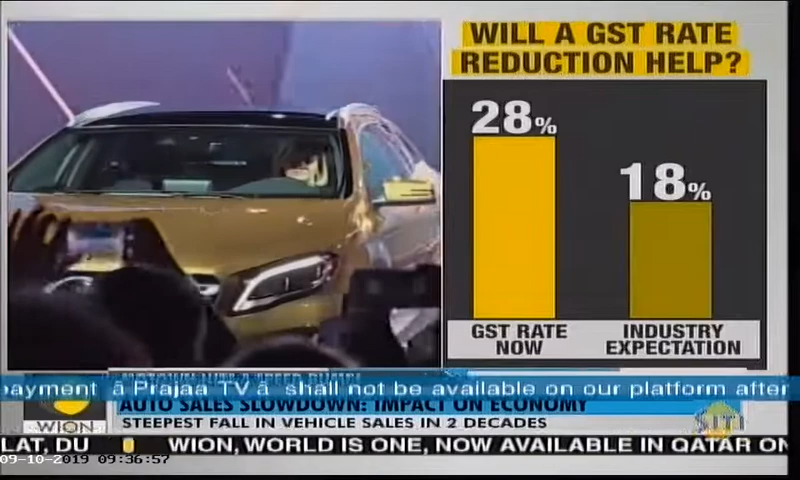 WILL A GST RATE
REDUCTION HELP?
28%
18%
GST RATE
NOW
INDUSTRY
EXPECTATION
payment â Prajaa TV â shall not be available on our platform after
AUTO SALES SLOWDOWN: IMPACT ON ECONOMY
STEEPEST FALL IN VEHICLE SALES IN 2 DECADES
WION
SITI
LAT, DU WION, WORLD IS ONE, NOW AVAILABLE IN QATAR ON
09-10-2019 09:36:57